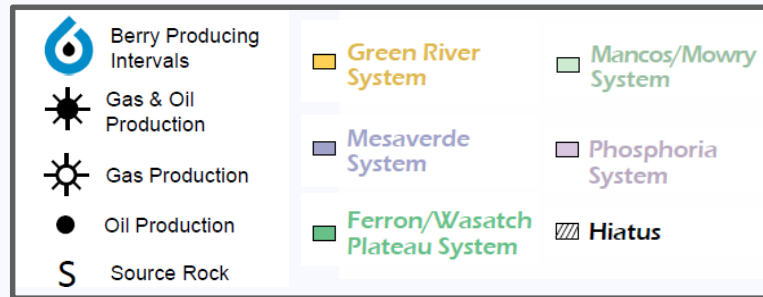 Berry Producing
Intervals
Gas & Oil
Production
Gas Production
Oil Production
S Source Rock
Green River
System
Mesaverde
System
Ferron/Wasatch
Plateau System
Mancos/Mowry
System
Phosphoria
System
Hiatus